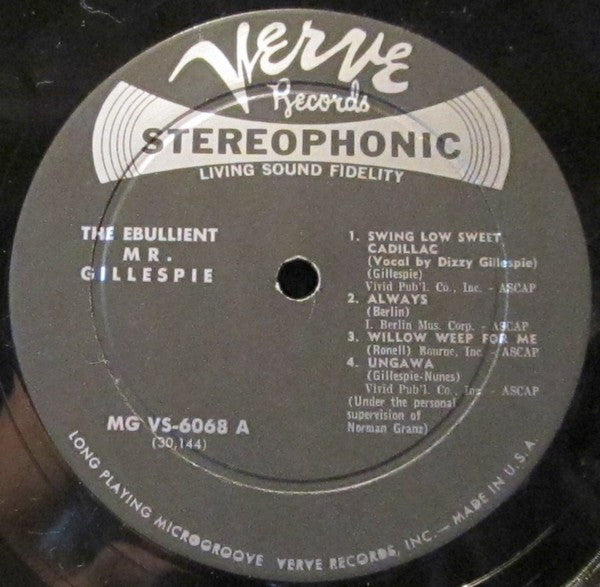 VERVE
Records
STEREOPHONIC
LIVING SOUND FIDELITY
THE EBULLIENT
MR.
GILLESPIE
1. SWING LOW SWEET
CADILLAC
(Vocal by Dizzy Gillespie)
(Gillespie)
Vivid Pub'l. Co., Inc. - ASCAP
2. ALWAYS
(Berlin)
I. Berlin Mus. Corp. - ASCAP
3. WILLOW WEEP FOR ME
(Ronell) Bourne, Inc. - ASCAP
4. UNGAWA
(Gillespie-Nunes)
Vivid Pub'l. Co., Inc. - ASCAP
(Under the personal
supervision of
Norman Granz)
MG VS-6068 A
(30,144)
LONG PLAYING MICROGROOVE VERVE RECORDS, INC.— MADE IN U.S.A.